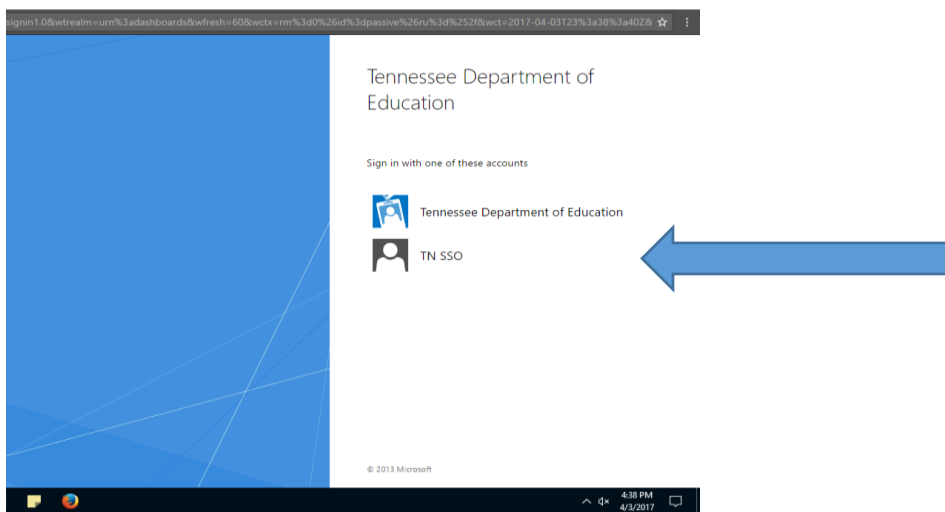 signin1.0&wtrealm=urn%3adashboards&wfresh=60&wctx=rm%3d0%26id%3dpassive%26ru%3d%252f&wct=2017-04-03T23%3a38%3a40Z&
Tennessee Department of
Education
Sign in with one of these accounts
Tennessee Department of Education
TN SSO
© 2013 Microsoft
4:38 PM
4/3/2017